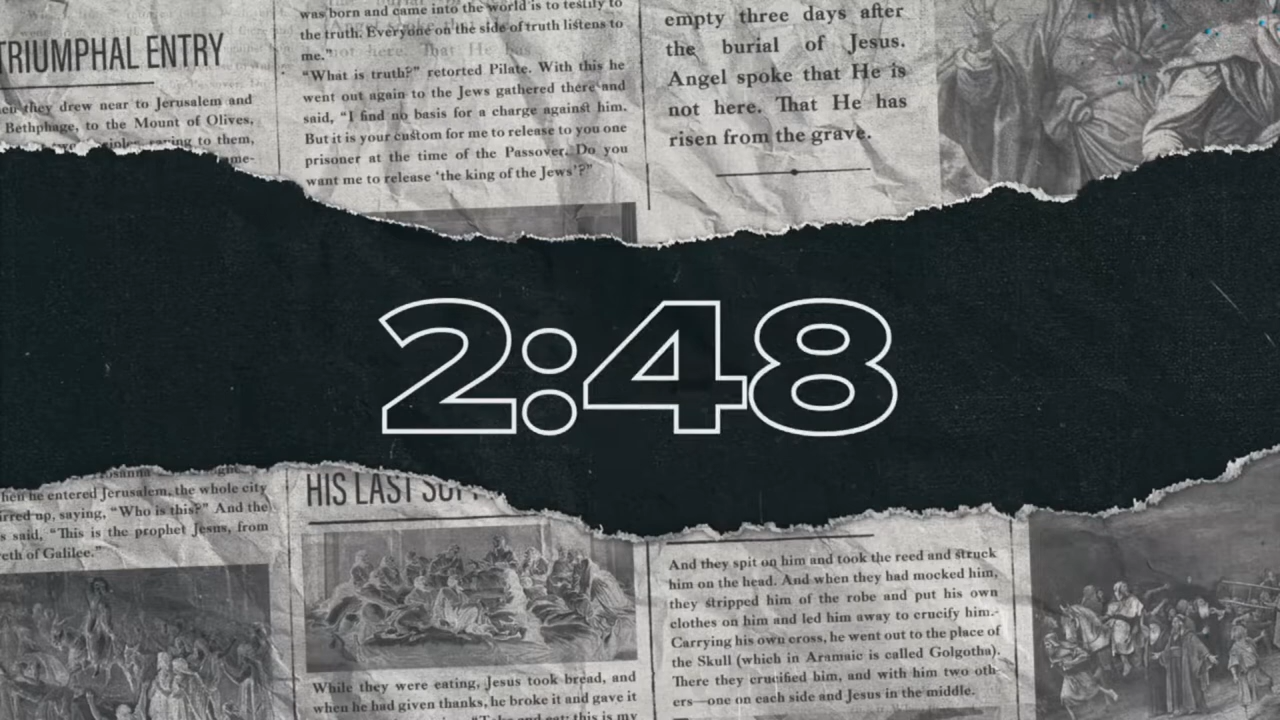 TRIUMPHAL ENTRY
they drew near to Jerusalem and
Bethphage, to the Mount of Olives,
to them,
was born and came into the world is to testify to
the truth. Everyone on the side of truth listens to
me.”
“What is truth?” retorted Pilate. With this he
went out again to the Jews gathered there and
said, “I find no basis for a charge against him.
But it is your custom for me to release to you one
prisoner at the time of the Passover. Do you
want me to release ‘the king of the Jews’?”
empty three days after
the burial of Jesus.
Angel spoke that He is
not here. That He has
risen from the grave.
2:48
he entered Jerusalem, the whole city
up, saying, “Who is this?” And the
said, “This is the prophet Jesus, from
of Galilee.”
HIS LAST
While they were eating, Jesus took bread, and
when he had given thanks, he broke it and gave it
“Take and eat; this is my
And they spit on him and took the reed and struck
him on the head. And when they had mocked him,
they stripped him of the robe and put his own
clothes on him and led him away to crucify him.-
Carrying his own cross, he went out to the place of
the Skull (which in Aramaic is called Golgotha).
There they crucified him, and with him two oth-
ers—one on each side and Jesus in the middle.